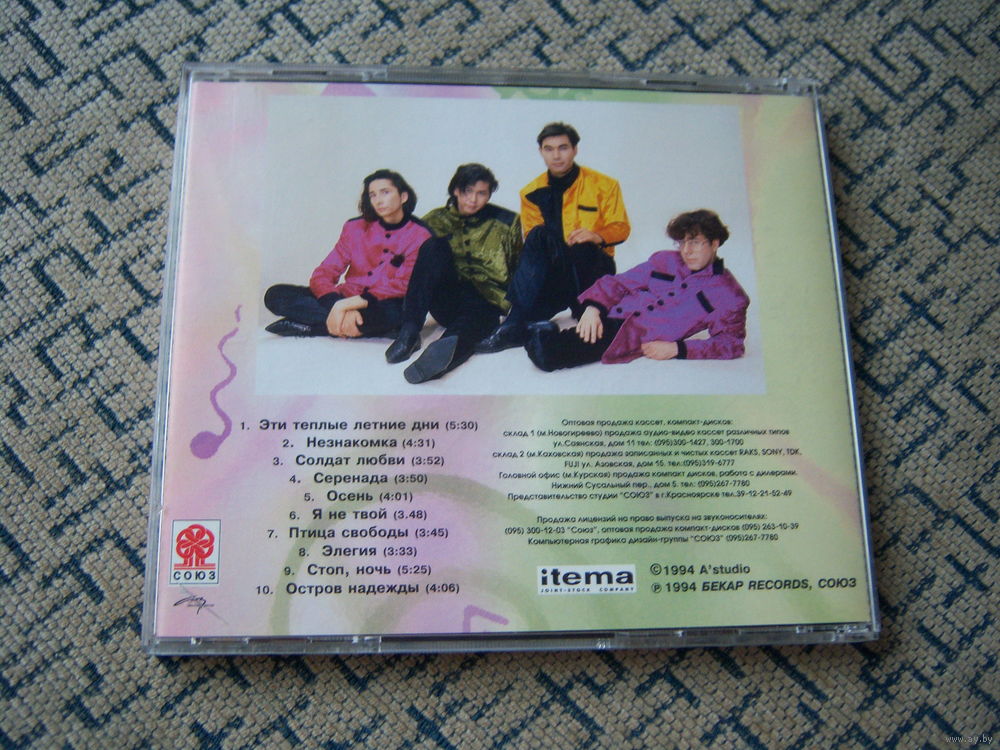 1. Эти теплые летние дни (5:30)
2. Незнакомка (4:31)
3. Солдат любви (3:52)
4. Серенада (3:50)
5. Осень (4:01)
6. Я не твой (3.48)
7. Птица свободы (3:45)
8. Элегия (3:33)
9. Стоп, ночь (5:25)
10. Остров надежды (4:06)
Оптовая продажа кассет, компакт-дисков:
склад 1 (м.Новогиреево) продажа аудио-видео кассет различных типов
ул.Саянская, дом 11 тел: (095)300-1427, 300-1700
склад 2 (м.Каховская) продажа записанных и чистых кассет RAKS, SONY, TDK,
FUJI ул. Азовская, дом 15. тел:(095)319-6777
Головной офис (м.Курская) продажа компакт дисков, работа с дилерами.
Нижний Сусальный пер., дом 5. тел: (095)267-7780
Представительство студии "СОЮЗ" в г.Красноярске тел.39-12-21-52-49
Продажа лицензий на право выпуска на звуконосителях:
(095) 300-12-03 "Союз", оптовая продажа компакт-дисков (095) 263-10-39
Компьютерная графика дизайн-группы "СОЮЗ" (095)267-7780
СОЮЗ
itema
JOINT-STOCK COMPANY
©1994 A'studio
℗ 1994 БЕКАР RECORDS, СОЮЗ
www.ay.by